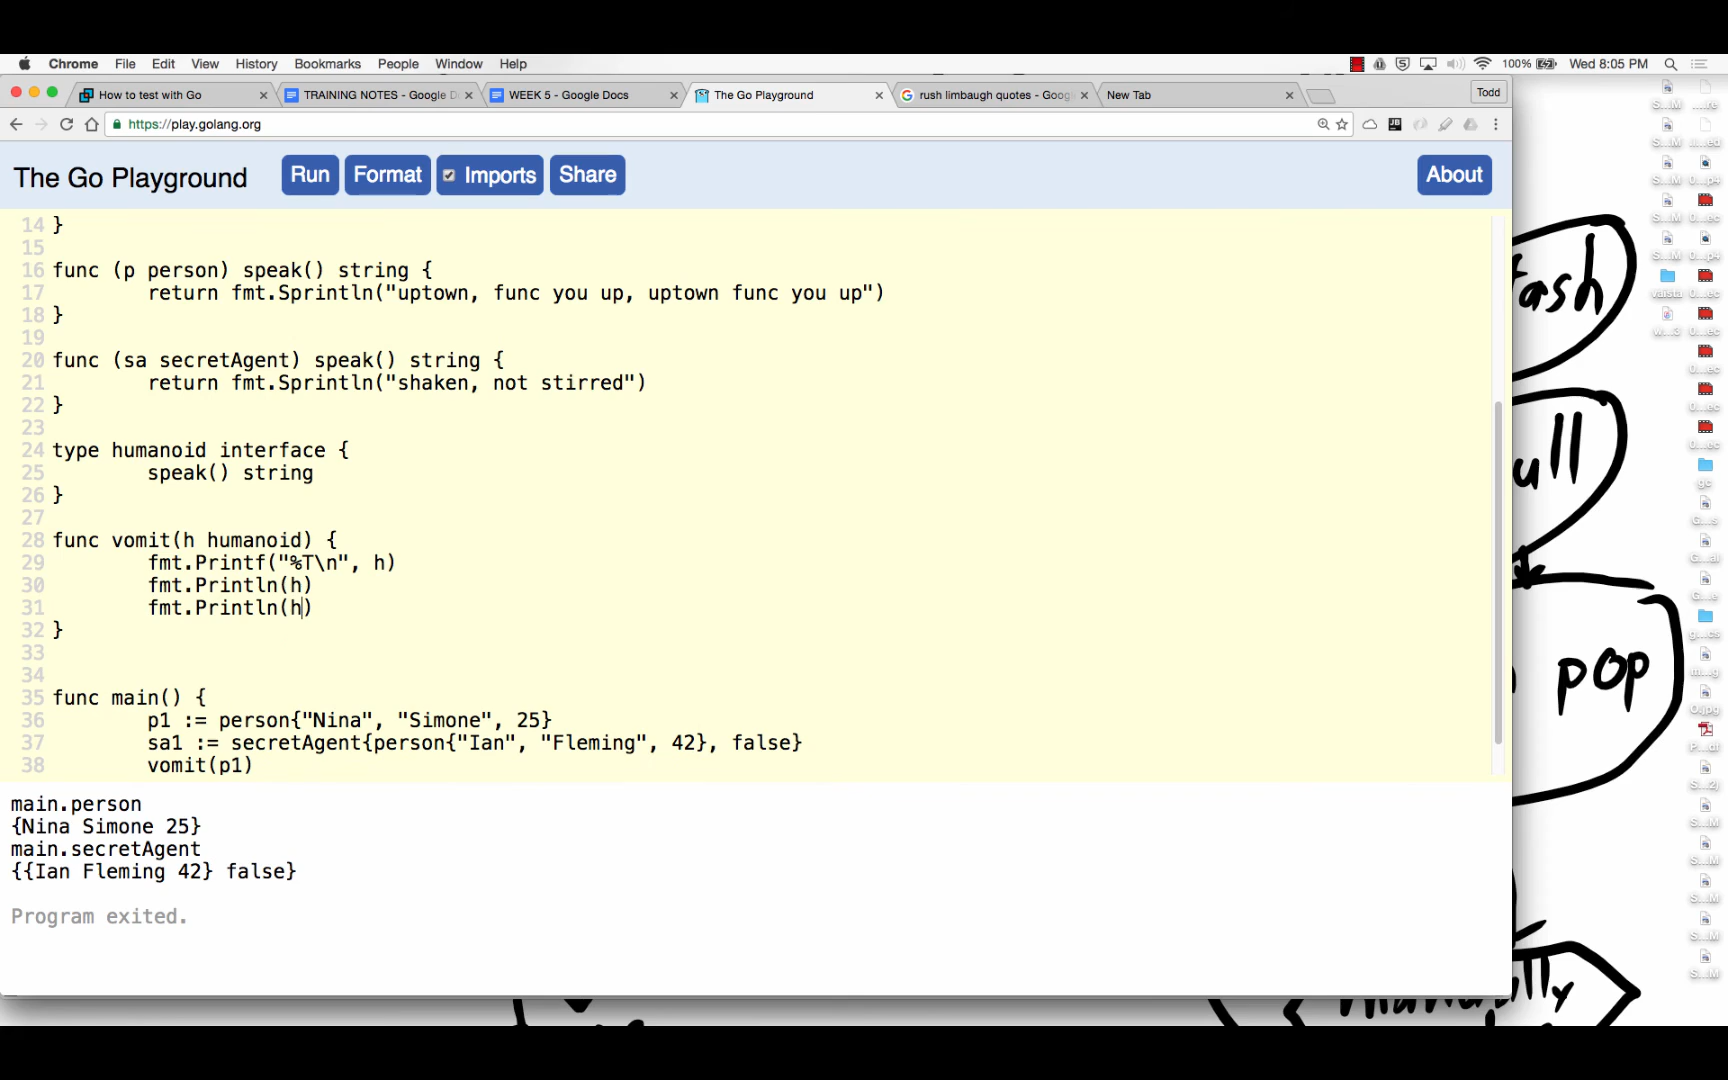 Chrome File Edit View History Bookmarks People Window Help 100% Wed 8:05 PM
How to test with Go TRAINING NOTES - Google D WEEK 5 - Google Docs The Go Playground rush limbaugh quotes - Goog New Tab Todd
https://play.golang.org
The Go Playground Run Format Imports Share About
14 }
15
16 func (p person) speak() string {
17 return fmt.Sprintln("uptown, func you up, uptown func you up")
18 }
19
20 func (sa secretAgent) speak() string {
21 return fmt.Sprintln("shaken, not stirred")
22 }
23
24 type humanoid interface {
25 speak() string
26 }
27
28 func vomit(h humanoid) {
29 fmt.Printf("%T\n", h)
30 fmt.Println(h)
31 fmt.Println(h)
32 }
33
34
35 func main() {
36 p1 := person{"Nina", "Simone", 25}
37 sa1 := secretAgent{person{"Ian", "Fleming", 42}, false}
38 vomit(p1)
main.person
{Nina Simone 25}
main.secretAgent
{{Ian Fleming 42} false}
Program exited.
pop